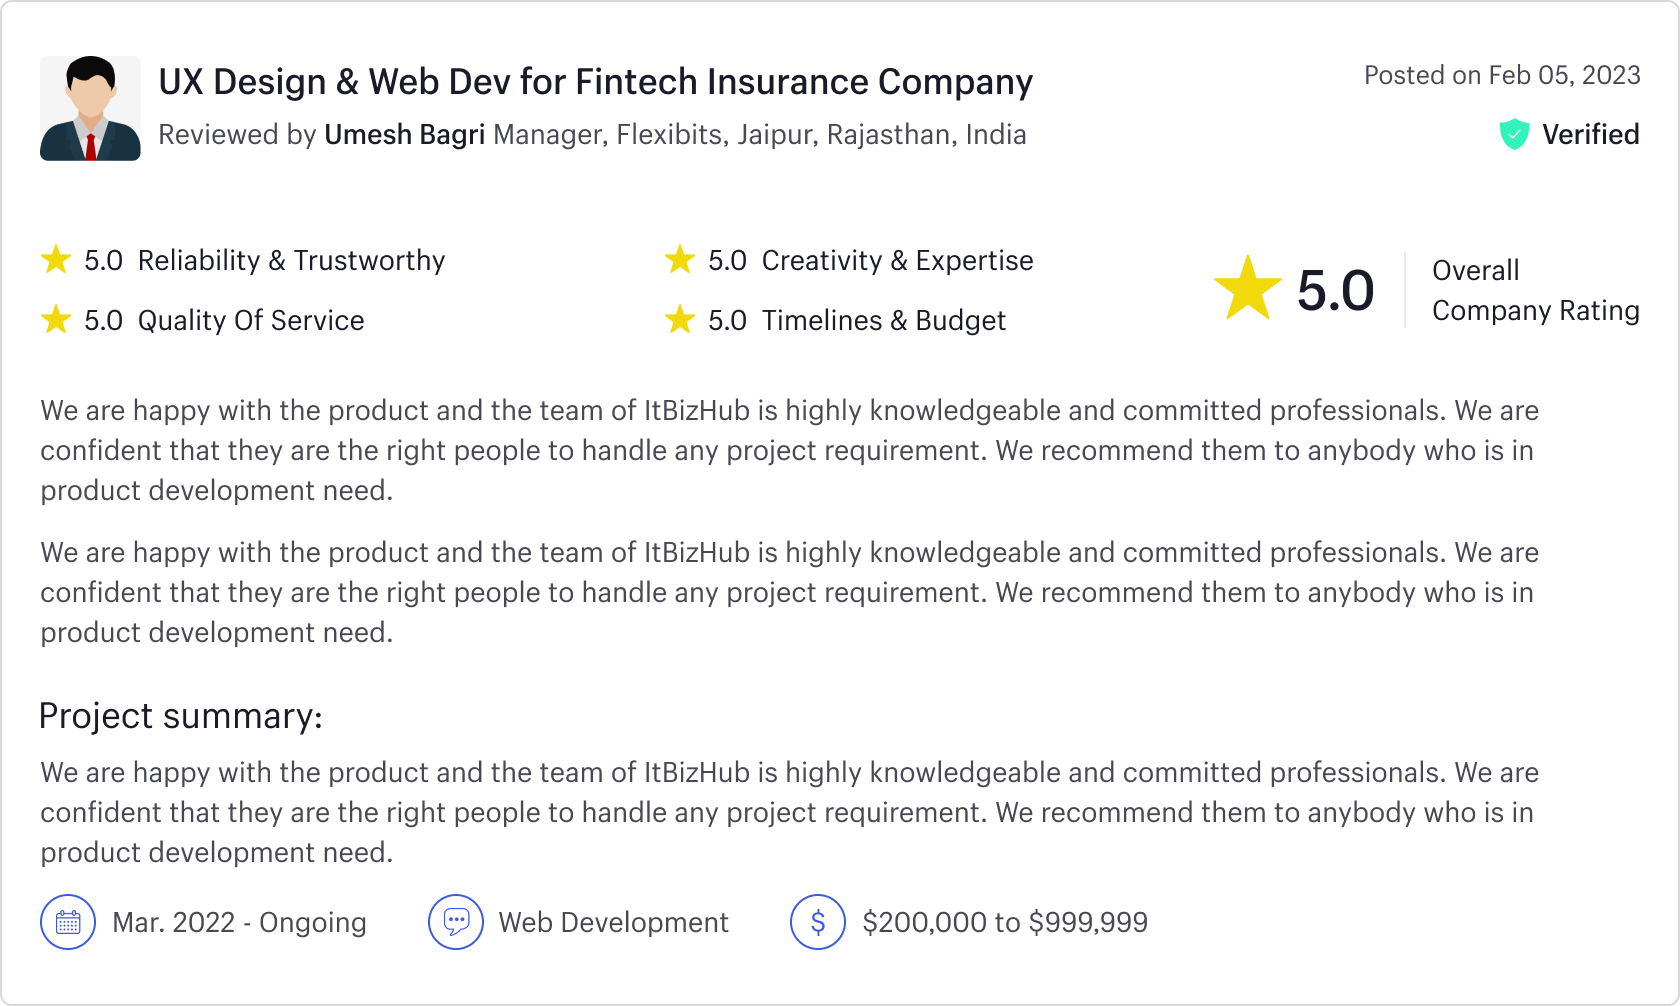 UX Design & Web Dev for Fintech Insurance Company
Reviewed by Umesh Bagri Manager, Flexibits, Jaipur, Rajasthan, India
Posted on Feb 05, 2023
Verified
5.0 Reliability & Trustworthy
5.0 Quality Of Service
5.0 Creativity & Expertise
5.0 Timelines & Budget
5.0
Overall
Company Rating
We are happy with the product and the team of ItBizHub is highly knowledgeable and committed professionals. We are
confident that they are the right people to handle any project requirement. We recommend them to anybody who is in
product development need.
We are happy with the product and the team of ItBizHub is highly knowledgeable and committed professionals. We are
confident that they are the right people to handle any project requirement. We recommend them to anybody who is in
product development need.
Project summary:
We are happy with the product and the team of ItBizHub is highly knowledgeable and committed professionals. We are
confident that they are the right people to handle any project requirement. We recommend them to anybody who is in
product development need.
Mar. 2022 - Ongoing
Web Development
$ $200,000 to $999,999